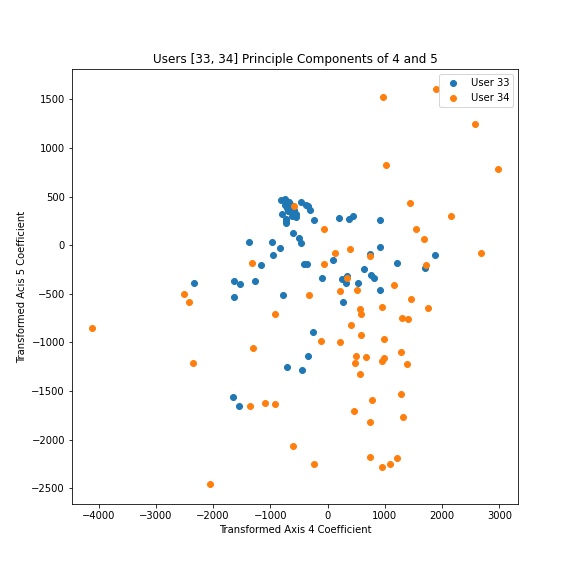 Users [33, 34] Principle Components of 4 and 5
User 33
User 34
Transformed Acis 5 Coefficient
1500
1000
500
0
−500
−1000
−1500
−2000
−2500
−4000 −3000 −2000 −1000 0 1000 2000 3000
Transformed Axis 4 Coefficient